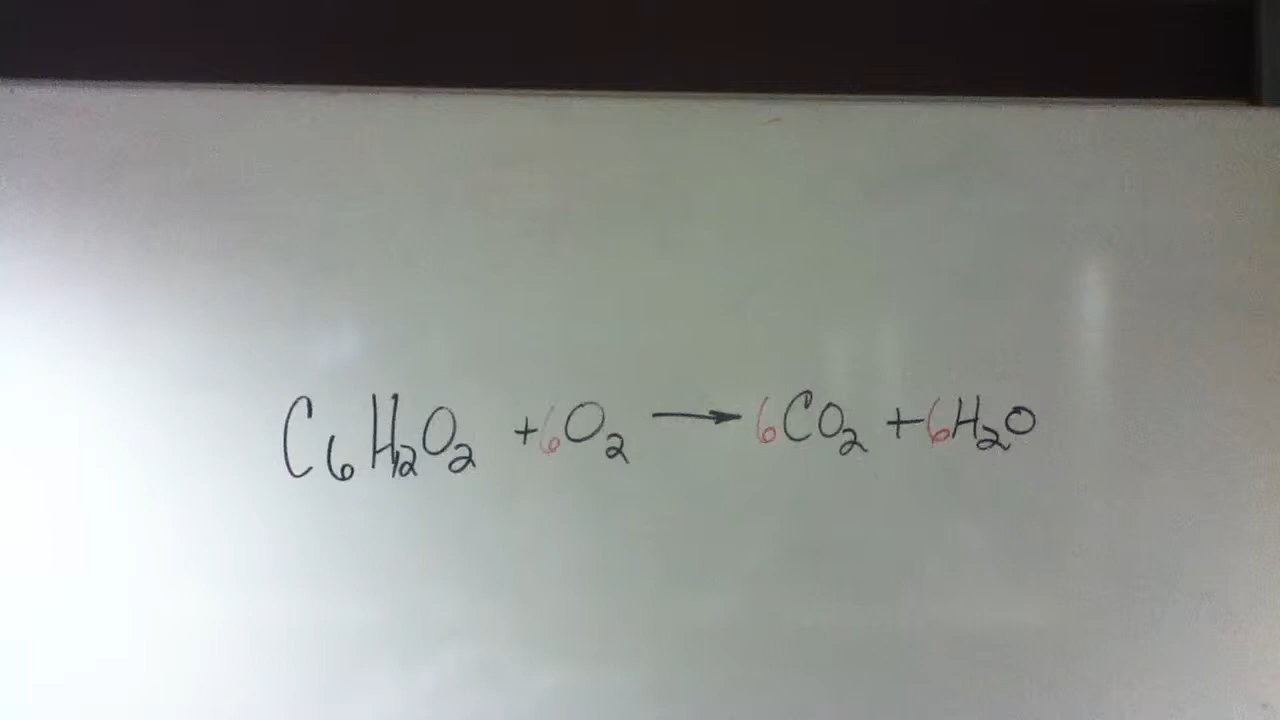 C₆H₁₂O₂ + 6O₂ → 6CO₂ + 6H₂O